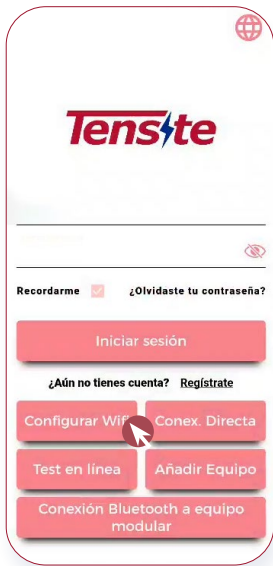 Tensite
Recordarme ¿Olvidaste tu contraseña?
Iniciar sesión
¿Aún no tienes cuenta? Regístrate
Configurar Wifi Conex. Directa
Test en línea Añadir Equipo
Conexión Bluetooth a equipo
modular